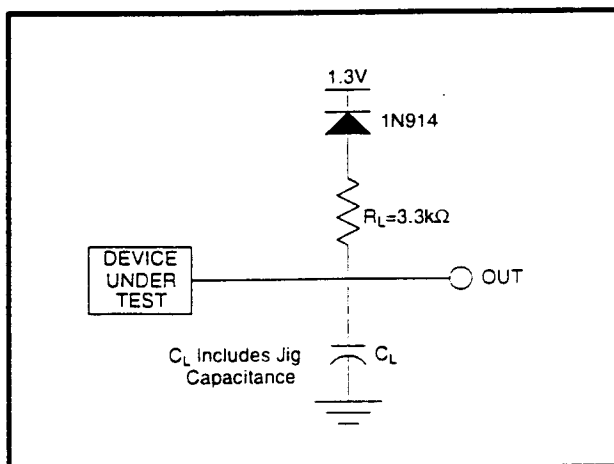 1.3V
1N914
R_L=3.3kΩ
DEVICE
UNDER
TEST
OUT
C_L Includes Jig
Capacitance
C_L